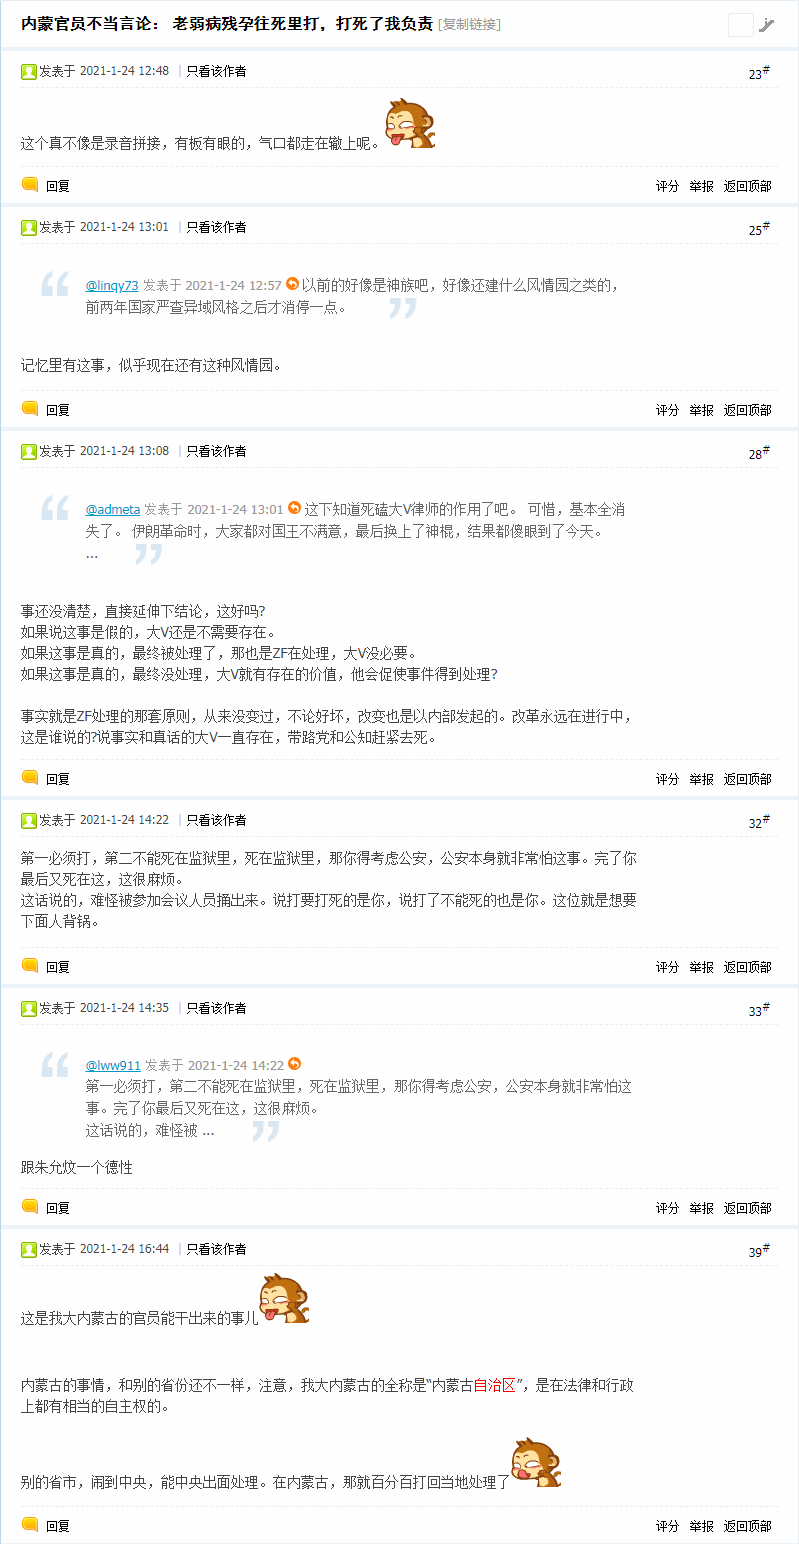 内蒙官员不当言论： 老弱病残孕往死里打，打死了我负责 [复制链接]
发表于 2021-1-24 12:48 | 只看该作者 23#
这个真不像是录音拼接，有板有眼的，气口都走在辙上呢。
回复 评分 举报 返回顶部
发表于 2021-1-24 13:01 | 只看该作者 25#
@linqy73 发表于 2021-1-24 12:57 以前的好像是神族吧，好像还建什么风情园之类的，
前两年国家严查异域风格之后才消停一点。
记忆里有这事，似乎现在还有这种风情园。
回复 评分 举报 返回顶部
发表于 2021-1-24 13:08 | 只看该作者 28#
@admeta 发表于 2021-1-24 13:01 这下知道死磕大V律师的作用了吧。 可惜，基本全消
失了。 伊朗革命时，大家都对国王不满意，最后换上了神棍，结果都傻眼到了今天。
...
事还没清楚，直接延伸下结论，这好吗?
如果说这事是假的，大V还是不需要存在。
如果这事是真的，最终被处理了，那也是ZF在处理，大V没必要。
如果这事是真的，最终没处理，大V就有存在的价值，他会促使事件得到处理?
事实就是ZF处理的那套原则，从来没变过，不论好坏，改变也是以内部发起的。改革永远在进行中，
这是谁说的?说事实和真话的大V一直存在，带路党和公知赶紧去死。
回复 评分 举报 返回顶部
发表于 2021-1-24 14:22 | 只看该作者 32#
第一必须打，第二不能死在监狱里，死在监狱里，那你得考虑公安，公安本身就非常怕这事。完了你
最后又死在这，这很麻烦。
这话说的，难怪被参加会议人员捅出来。说打要打死的是你，说打了不能死的也是你。这位就是想要
下面人背锅。
回复 评分 举报 返回顶部
发表于 2021-1-24 14:35 | 只看该作者 33#
@lww911 发表于 2021-1-24 14:22
第一必须打，第二不能死在监狱里，死在监狱里，那你得考虑公安，公安本身就非常怕这
事。完了你最后又死在这，这很麻烦。
这话说的，难怪被 ...
跟朱允炆一个德性
回复 评分 举报 返回顶部
发表于 2021-1-24 16:44 | 只看该作者 39#
这是我大内蒙古的官员能干出来的事儿
内蒙古的事情，和别的省份还不一样，注意，我大内蒙古的全称是“内蒙古自治区”，是在法律和行政
上都有相当的自主权的。
别的省市，闹到中央，能中央出面处理。在内蒙古，那就百分百打回当地处理了
回复 评分 举报 返回顶部